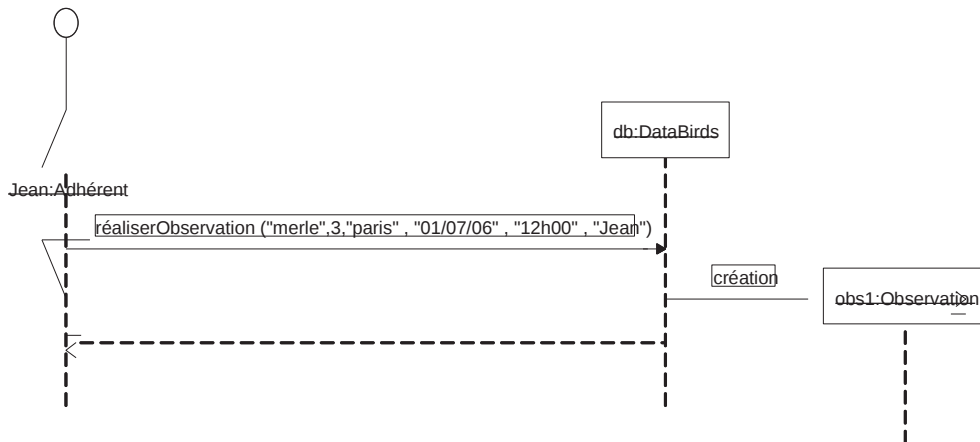 db:DataBirds
Jean:Adhérent
réaliserObservation ("merle",3,"paris" , "01/07/06" , "12h00" , "Jean")
création
obs1:Observation